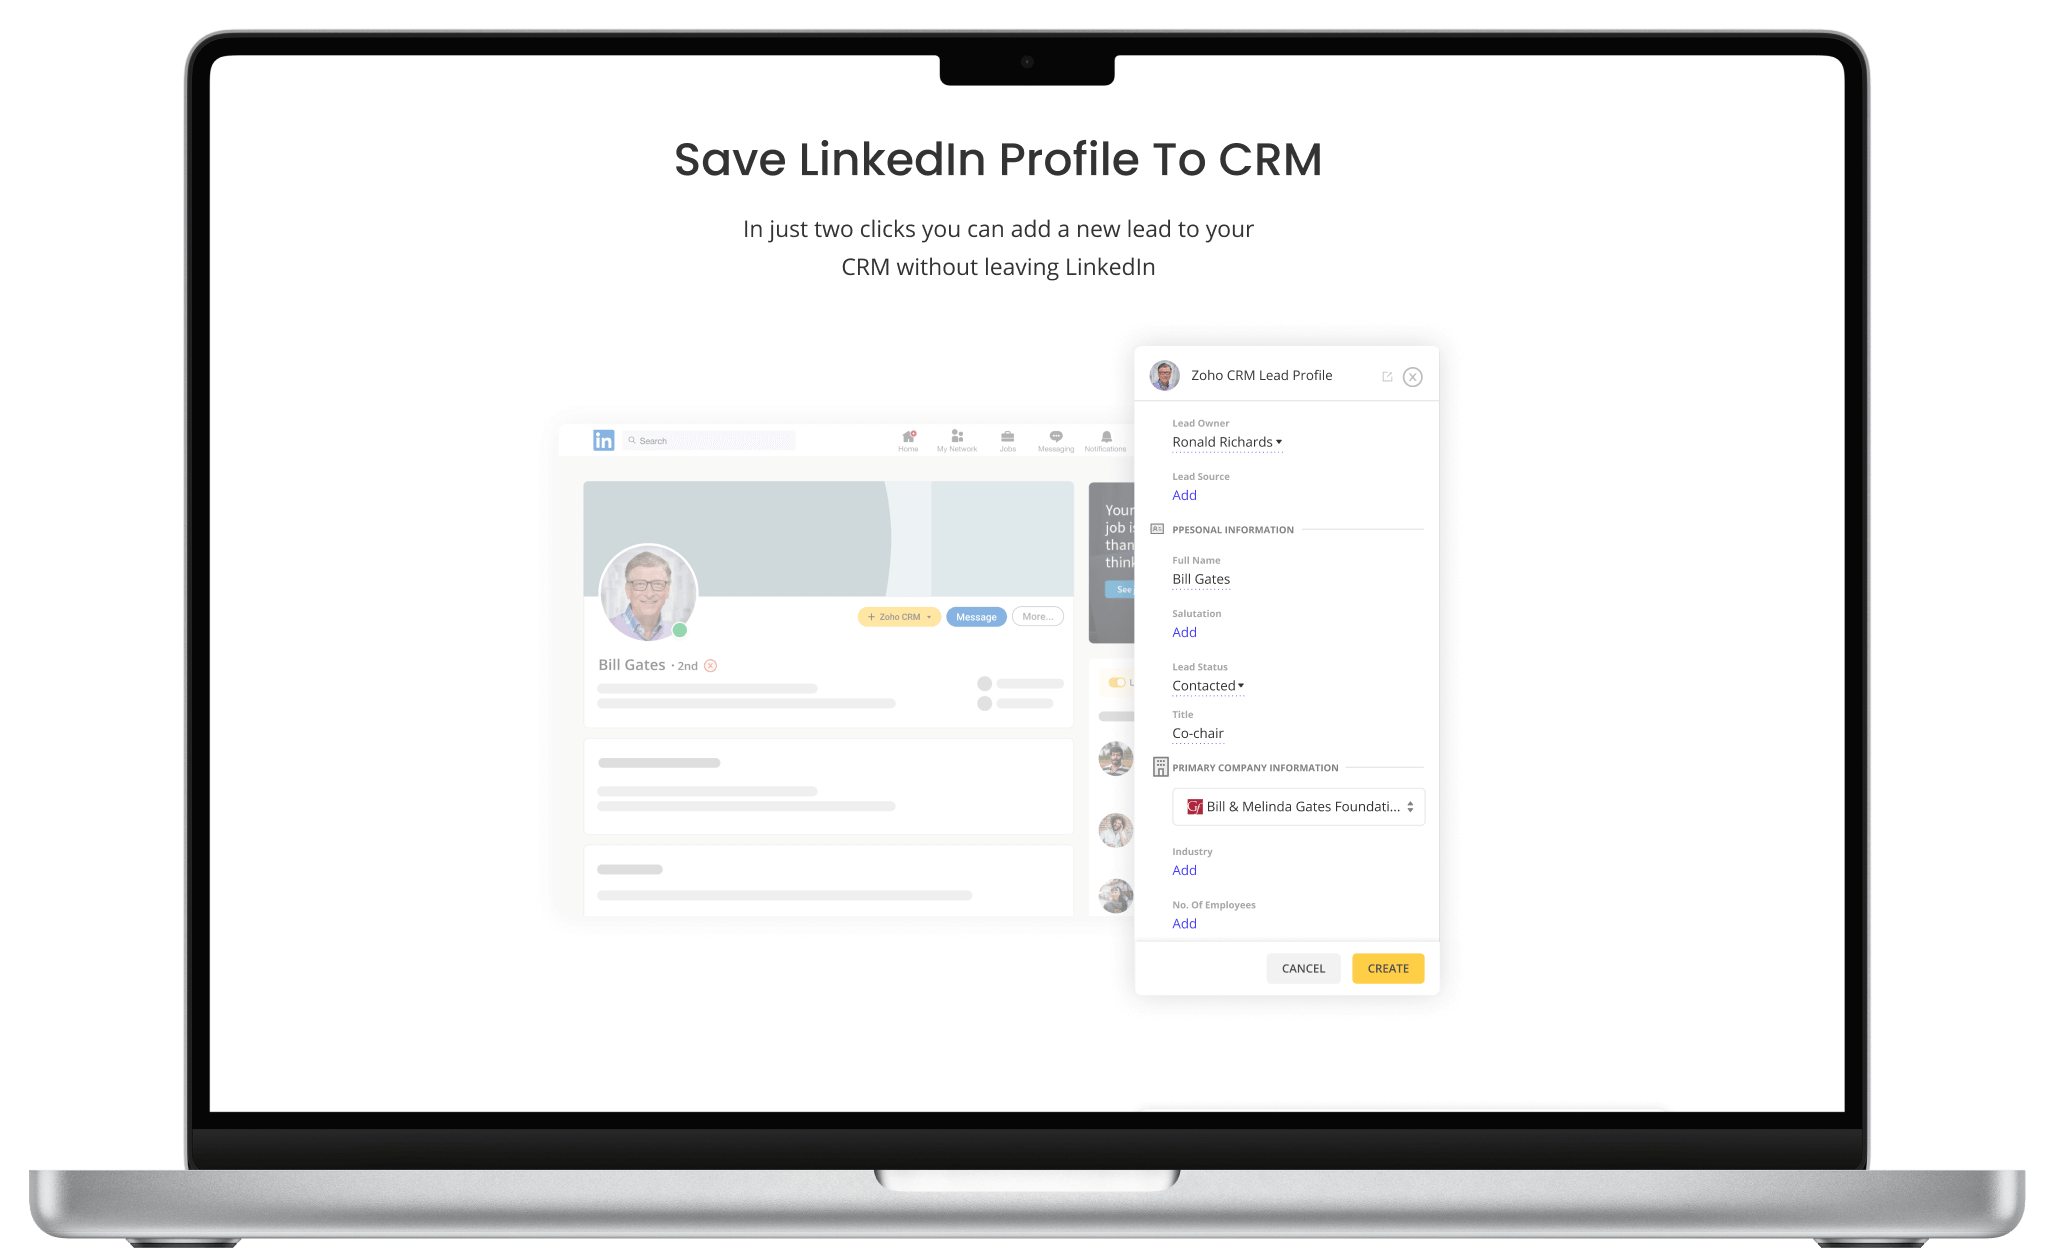 Save LinkedIn Profile To CRM
In just two clicks you can add a new lead to your
CRM without leaving LinkedIn
in
Search
Home
My Network
Jobs
Messaging
Notifications
Your
job is
than
think
See
+ Zoho CRM
Message
More...
Bill Gates · 2nd
L
Zoho CRM Lead Profile
Lead Owner
Ronald Richards
Lead Source
Add
PPESONAL INFORMATION
Full Name
Bill Gates
Salutation
Add
Lead Status
Contacted
Title
Co-chair
PRIMARY COMPANY INFORMATION
Gf Bill & Melinda Gates Foundati...
Industry
Add
No. Of Employees
Add
CANCEL
CREATE